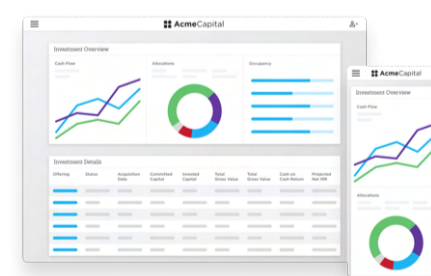 AcmeCapital
Investment Overview
Cash Flow
Allocations
Occupancy
Investment Details
Offering
Status
Acquisition
Date
Committed
Capital
Invested
Capital
Total
Gross Value
Total
Gross Value
Cash on
Cash Return
Projected
Net IRR
AcmeCapital
Investment Overview
Cash Flow
Allocations